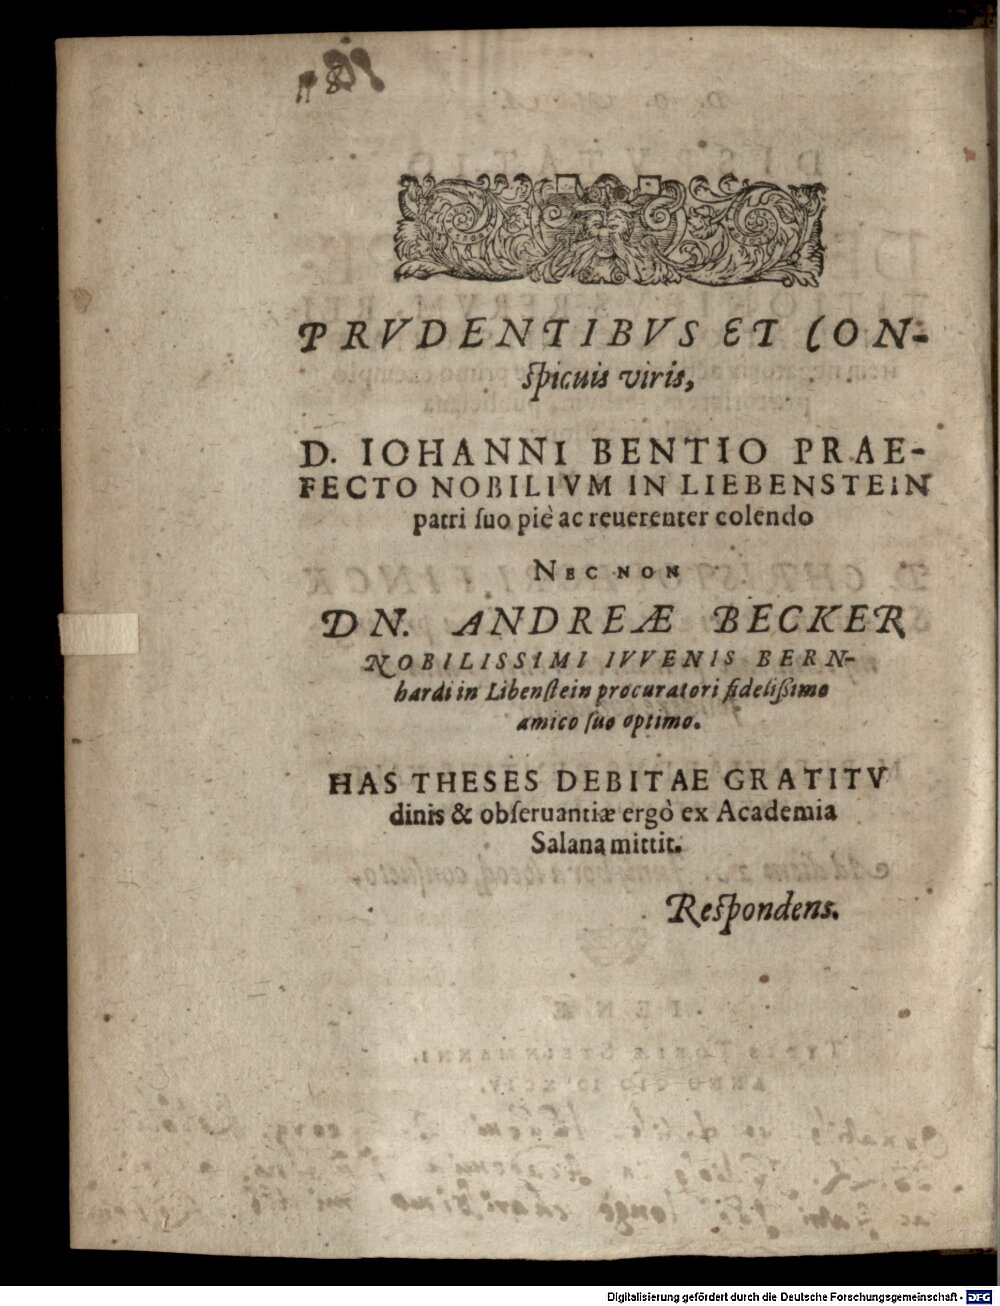 PRVDENTIBVS ET CON-
ſpicuis viris,
D. IOHANNI BENTIO PRAE-
FECTO NOBILIVM IN LIEBENSTEIN
patri ſuo piè ac reuerenter colendo
NEC NON
DN. ANDREÆ BECKER
NOBILISSIMI IVVENIS BERN-
hardi in Libenſtein procuratori fideliſſimo
amico ſuo optimo.
HAS THESES DEBITAE GRATITV
dinis & obſeruantiæ ergò ex Academia
Salana mittit.
Reſpondens.
Digitalisierung gefördert durch die Deutsche Forschungsgemeinschaft - DFG